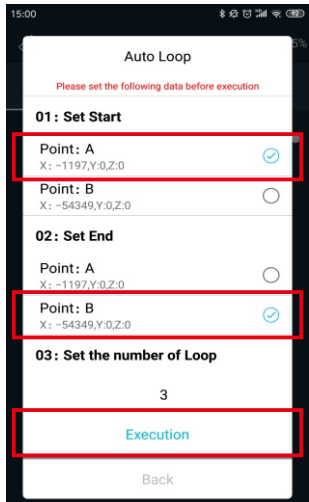 15:00
92
5%
Auto Loop
Please set the following data before execution
01: Set Start
Point: A
X: -1197,Y:0,Z:0
Point: B
X: -54349,Y:0,Z:0
02: Set End
Point: A
X: -1197,Y:0,Z:0
Point: B
X: -54349,Y:0,Z:0
03: Set the number of Loop
3
Execution
Back